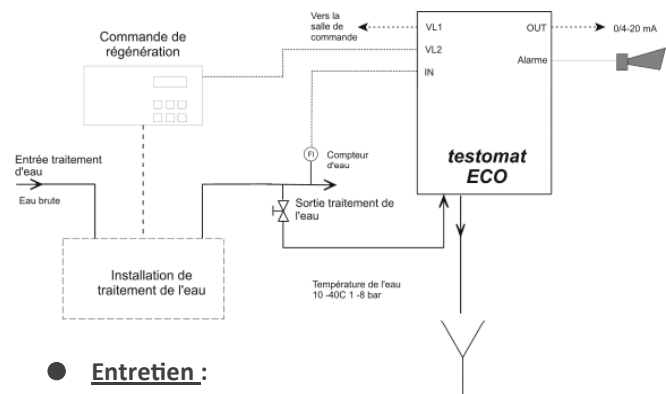 Vers la
salle de
commande
VL1
OUT
0/4-20 mA
Commande de
régénération
VL2
Alarme
IN
FI
Compteur
d'eau
testomat
ECO
Entrée traitement
d'eau
Eau brute
Sortie traitement de
l'eau
Installation de
traitement de l'eau
Température de l'eau
10 -40C 1 -8 bar
● Entretien :